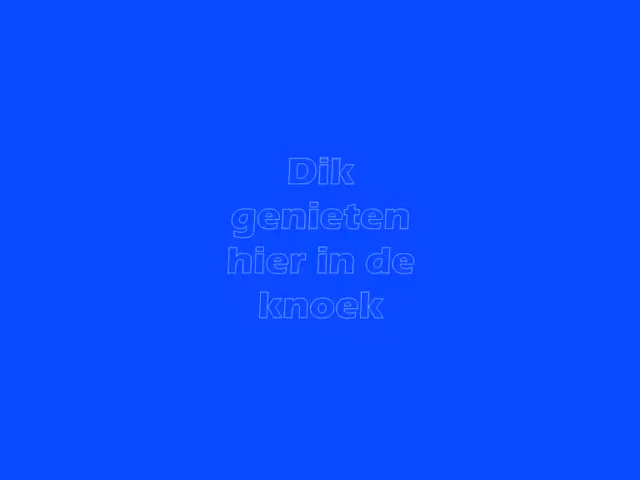 Dik
genieten
hier in de
knoek